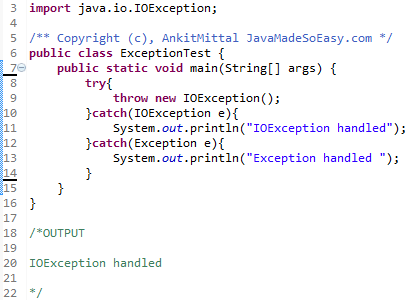 3 import java.io.IOException;
4
5 /** Copyright (c), AnkitMittal JavaMadeSoEasy.com */
6 public class ExceptionTest {
7     public static void main(String[] args) {
8         try{
9             throw new IOException();
10         }catch(IOException e){
11             System.out.println("IOException handled");
12         }catch(Exception e){
13             System.out.println("Exception handled ");
14         }
15     }
16 }
17
18 /*OUTPUT
19
20 IOException handled
21
22 */